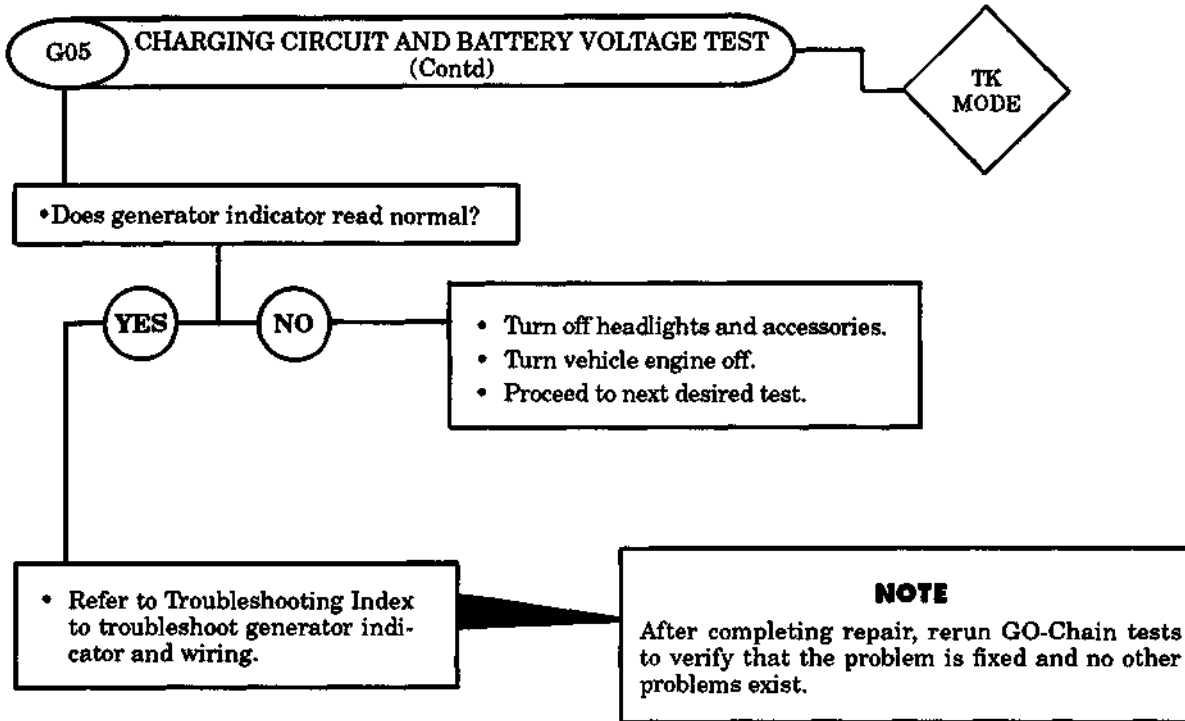 G05
CHARGING CIRCUIT AND BATTERY VOLTAGE TEST
(Contd)
TK
MODE
• Does generator indicator read normal?
YES
NO
• Turn off headlights and accessories.
• Turn vehicle engine off.
• Proceed to next desired test.
• Refer to Troubleshooting Index
to troubleshoot generator indi-
cator and wiring.
NOTE
After completing repair, rerun GO-Chain tests
to verify that the problem is fixed and no other
problems exist.